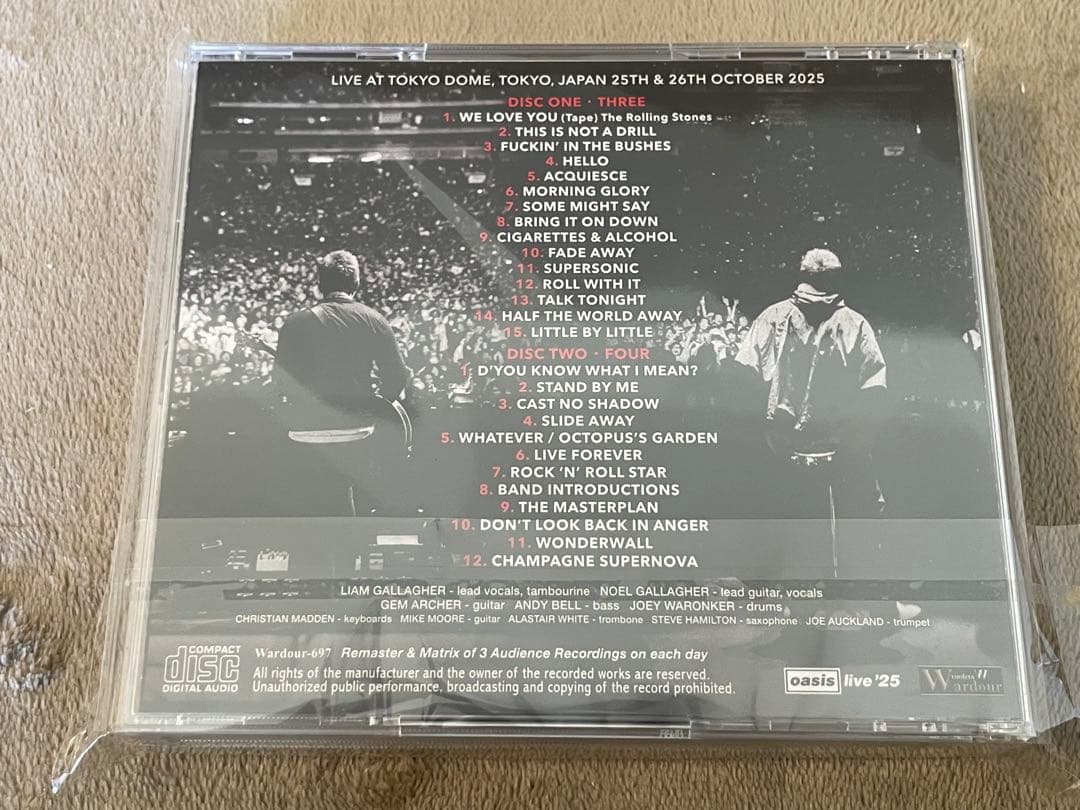 LIVE AT TOKYO DOME, TOKYO, JAPAN 25TH & 26TH OCTOBER 2025
DISC ONE · THREE
1. WE LOVE YOU (Tape) The Rolling Stones
2. THIS IS NOT A DRILL
3. FUCKIN' IN THE BUSHES
4. HELLO
5. ACQUIESCE
6. MORNING GLORY
7. SOME MIGHT SAY
8. BRING IT ON DOWN
9. CIGARETTES & ALCOHOL
10. FADE AWAY
11. SUPERSONIC
12. ROLL WITH IT
13. TALK TONIGHT
14. HALF THE WORLD AWAY
15. LITTLE BY LITTLE
DISC TWO · FOUR
1. D'YOU KNOW WHAT I MEAN?
2. STAND BY ME
3. CAST NO SHADOW
4. SLIDE AWAY
5. WHATEVER / OCTOPUS'S GARDEN
6. LIVE FOREVER
7. ROCK 'N' ROLL STAR
8. BAND INTRODUCTIONS
9. THE MASTERPLAN
10. DON'T LOOK BACK IN ANGER
11. WONDERWALL
12. CHAMPAGNE SUPERNOVA
LIAM GALLAGHER - lead vocals, tambourine NOEL GALLAGHER - lead guitar, vocals
GEM ARCHER - guitar ANDY BELL - bass JOEY WARONKER - drums
CHRISTIAN MADDEN - keyboards MIKE MOORE - guitar ALASTAIR WHITE - trombone STEVE HAMILTON - saxophone JOE AUCKLAND - trumpet
COMPACT disc DIGITAL AUDIO
Wardour-697 Remaster & Matrix of 3 Audience Recordings on each day
All rights of the manufacturer and the owner of the recorded works are reserved.
Unauthorized public performance, broadcasting and copying of the record prohibited.
oasis live '25
Wardour